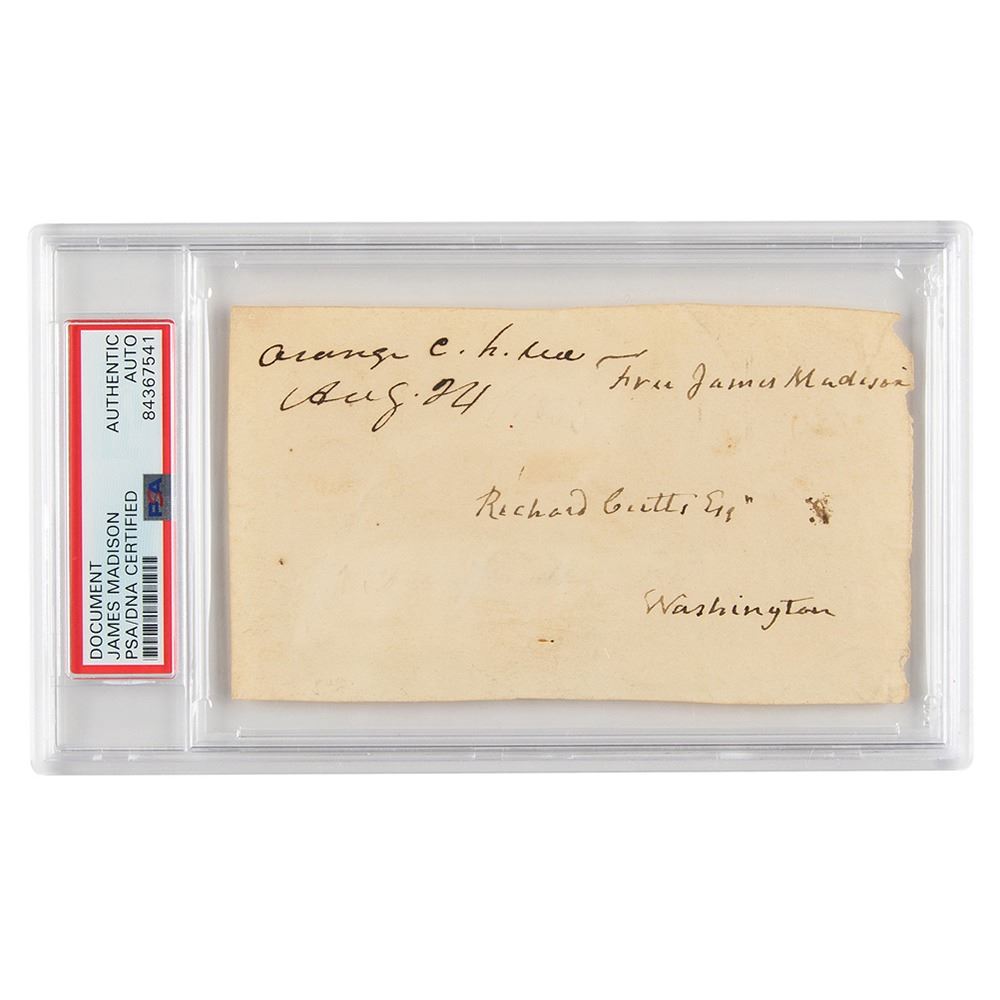 DOCUMENT
JAMES MADISON
PSA/DNA CERTIFIED
AUTHENTIC
AUTO
84367541
PSA
Orange C. h. Va
Aug. 24
Free James Madison
Richard Cutts Esqr
Washington